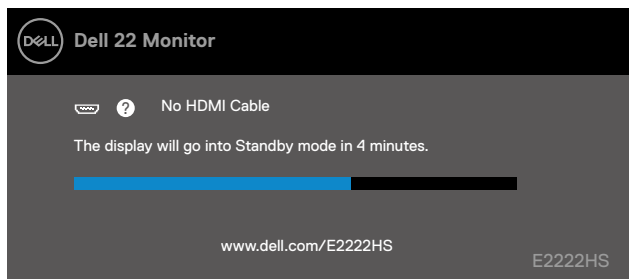 DELL Dell 22 Monitor
? No HDMI Cable
The display will go into Standby mode in 4 minutes.
www.dell.com/E2222HS
E2222HS